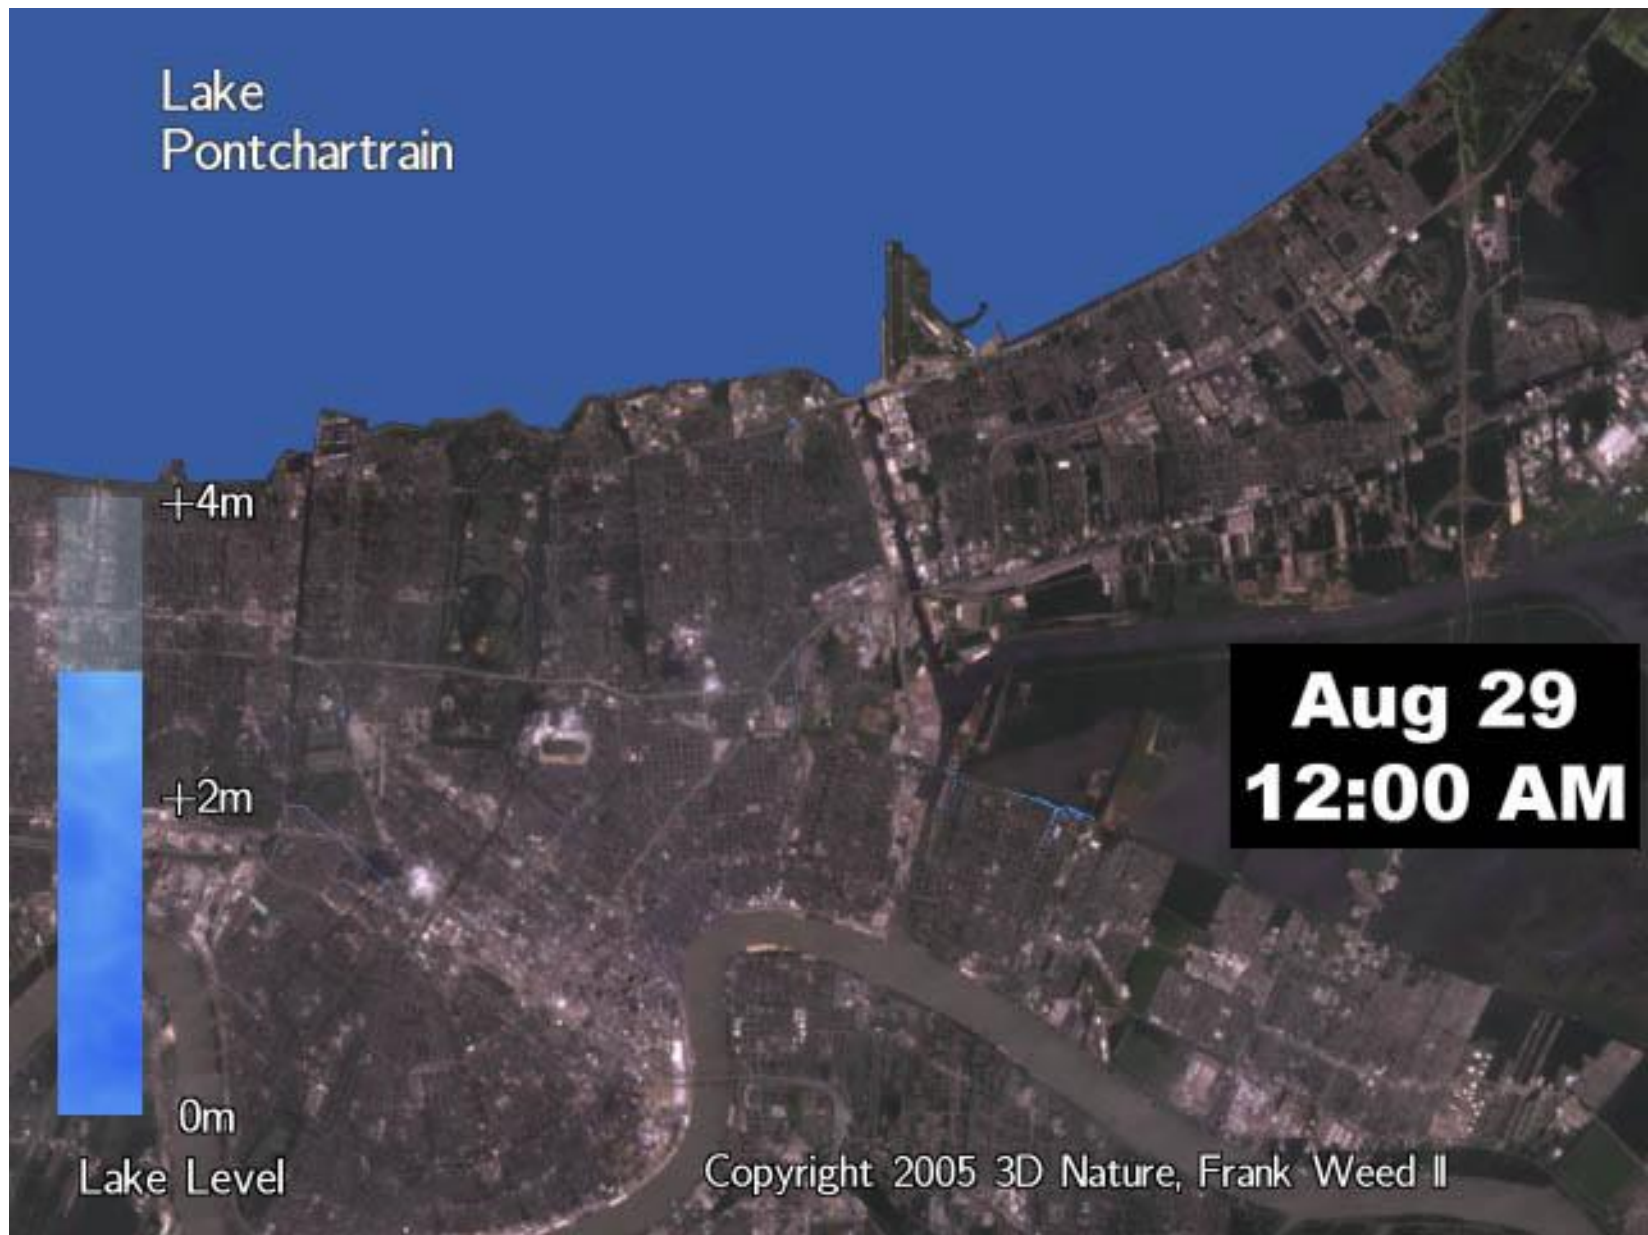 Lake
Pontchartrain
+4m
Aug 29
12:00 AM
+2m
0m
Lake Level
Copyright 2005 3D Nature, Frank Weed II